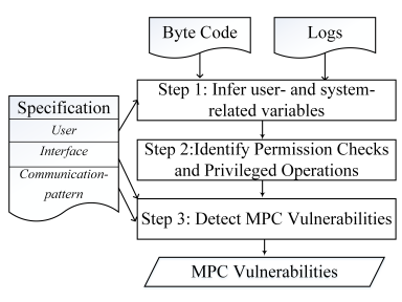 Byte Code
Logs
Step 1: Infer user- and system-
related variables
Specification
User
Interface
Communication-
pattern
Step 2:Identify Permission Checks
and Privileged Operations
Step 3: Detect MPC Vulnerabilities
MPC Vulnerabilities